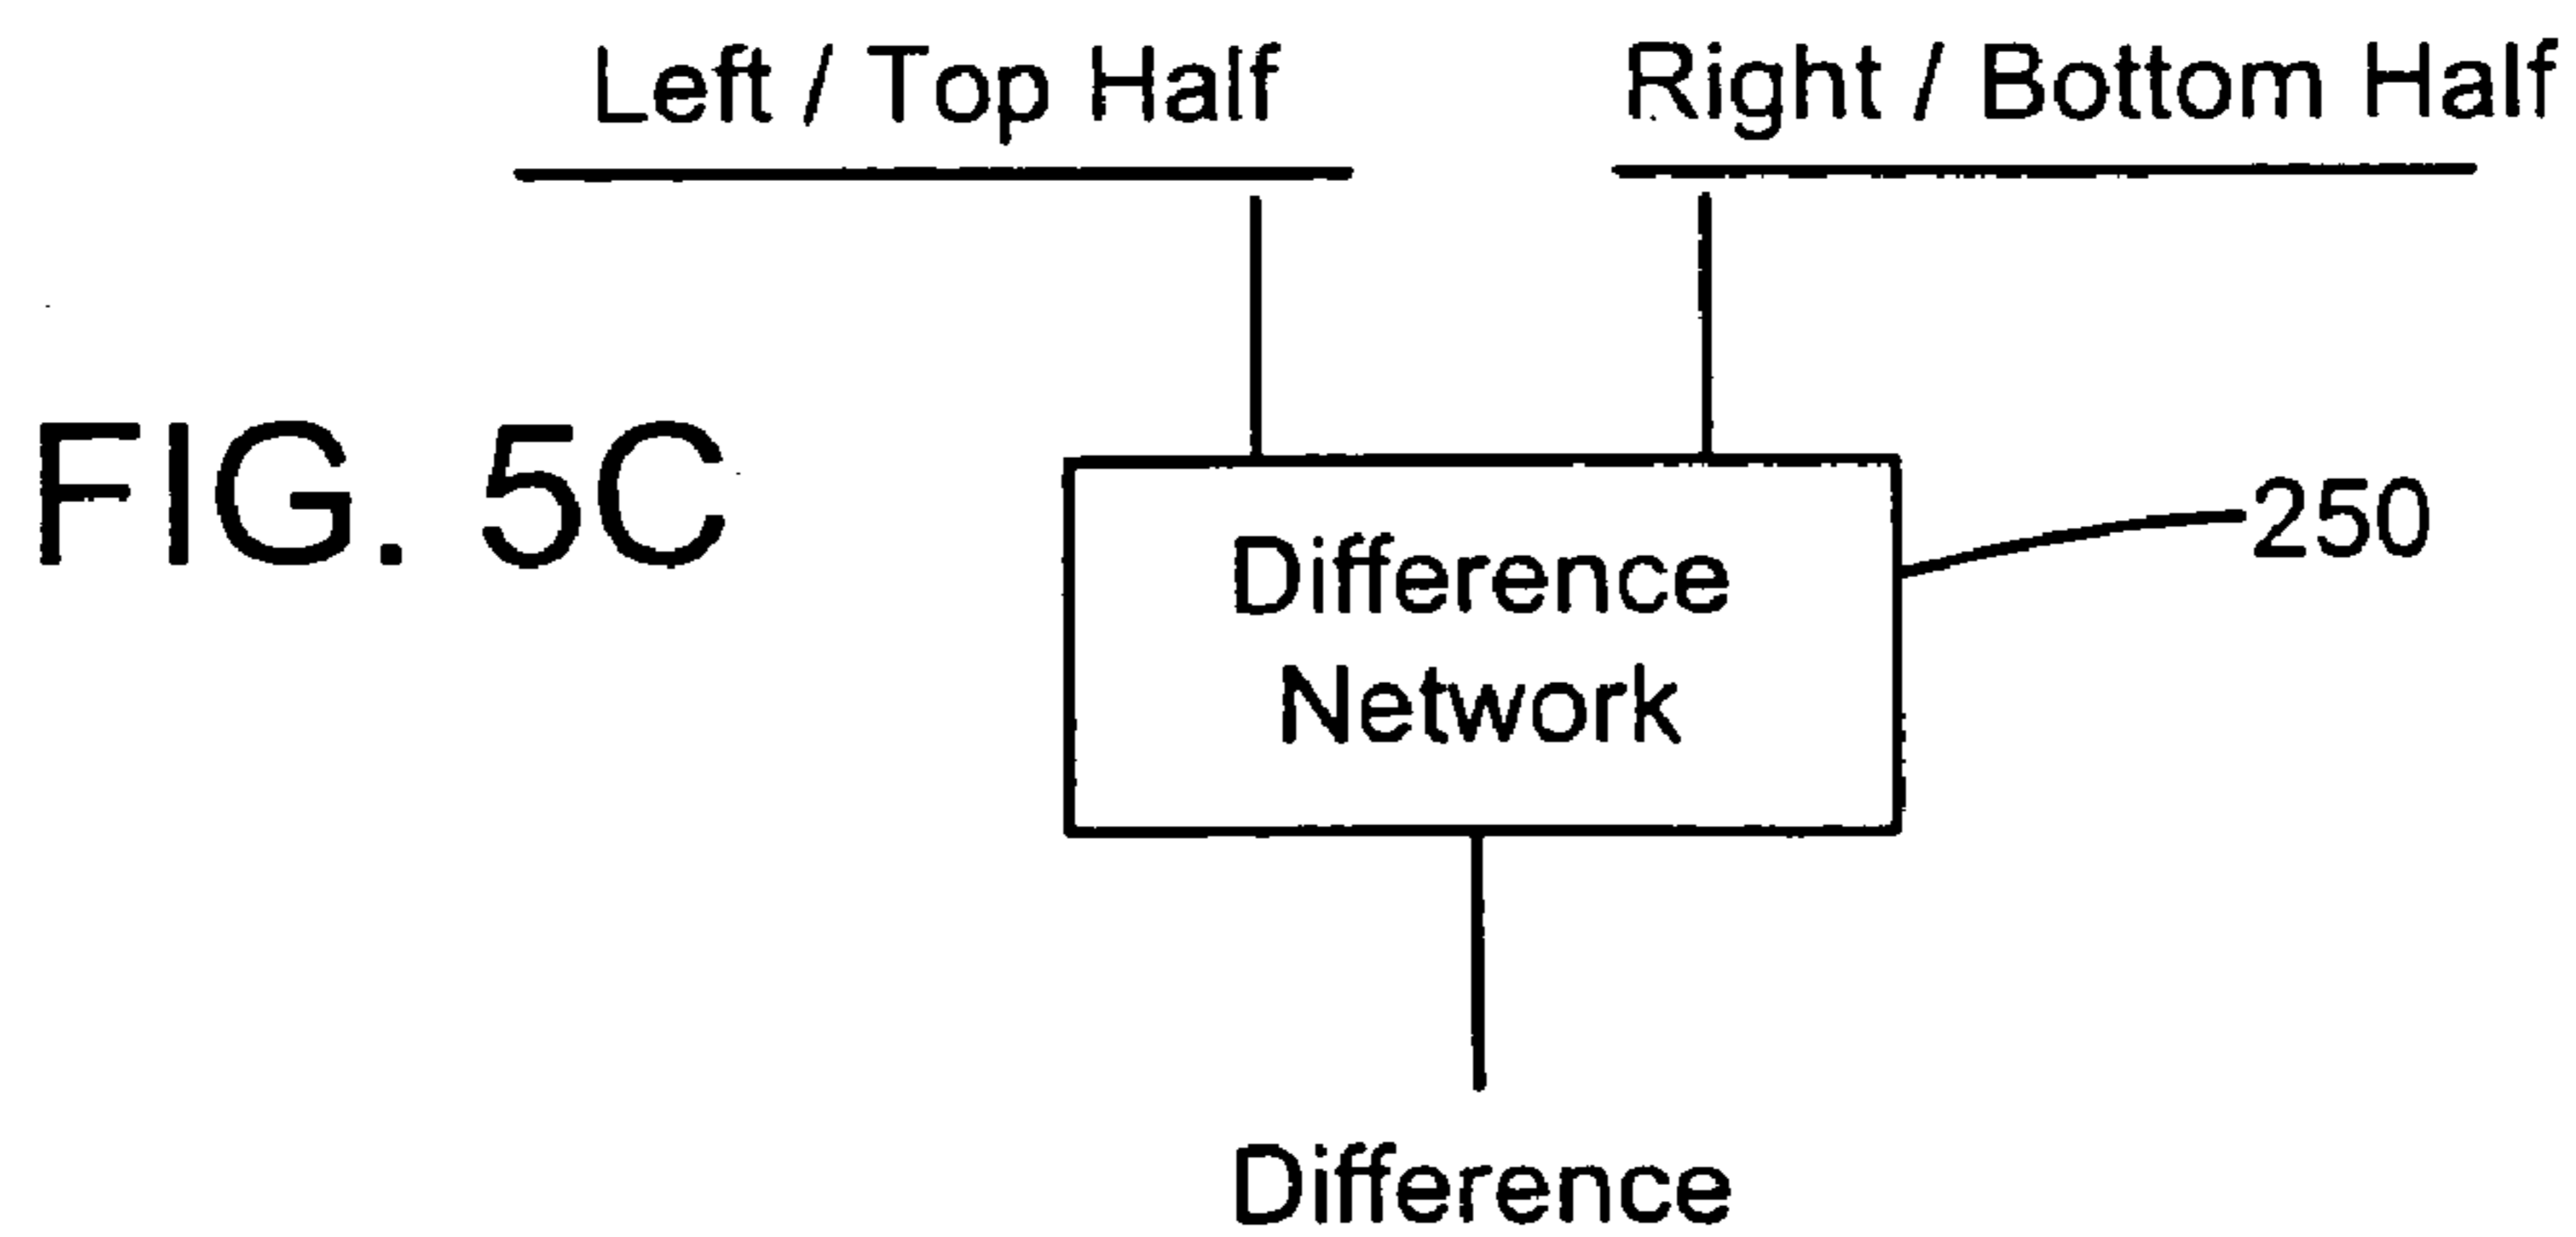 Left / Top Half
Right / Bottom Half
FIG. 5C
Difference
Network
250
Difference